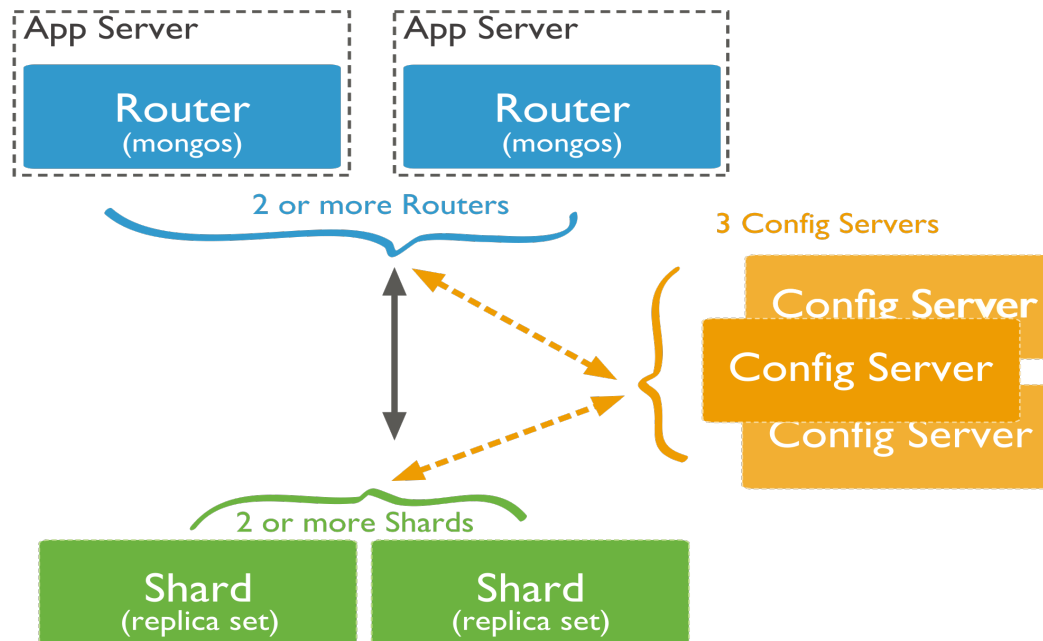 App Server
Router
(mongos)
App Server
Router
(mongos)
2 or more Routers
3 Config Servers
Config Server
Config Server
Config Server
2 or more Shards
Shard
(replica set)
Shard
(replica set)